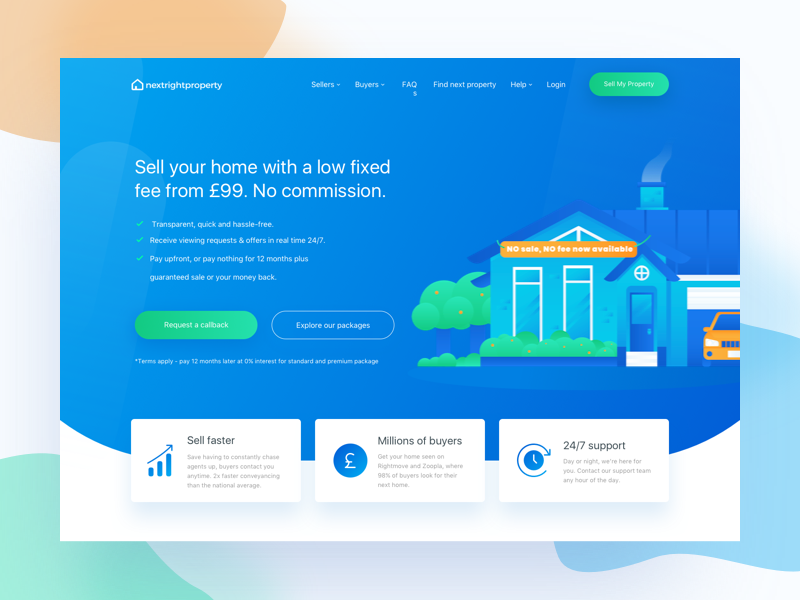 nextrightproperty
Sellers
Buyers
FAQ
s
Find next property
Help
Login
Sell My Property
Sell your home with a low fixed
fee from £99. No commission.
Transparent, quick and hassle-free.
Receive viewing requests & offers in real time 24/7.
Pay upfront, or pay nothing for 12 months plus
guaranteed sale or your money back.
NO sale, NO fee now available
Request a callback
Explore our packages
*Terms apply – pay 12 months later at 0% interest for standard and premium package
Sell faster
Save having to constantly chase
agents up, buyers contact you
anytime. 2x faster conveyancing
than the national average.
£
Millions of buyers
Get your home seen on
Rightmove and Zoopla, where
98% of buyers look for their
next home.
24/7 support
Day or night, we're here for
you. Contact our support team
any hour of the day.